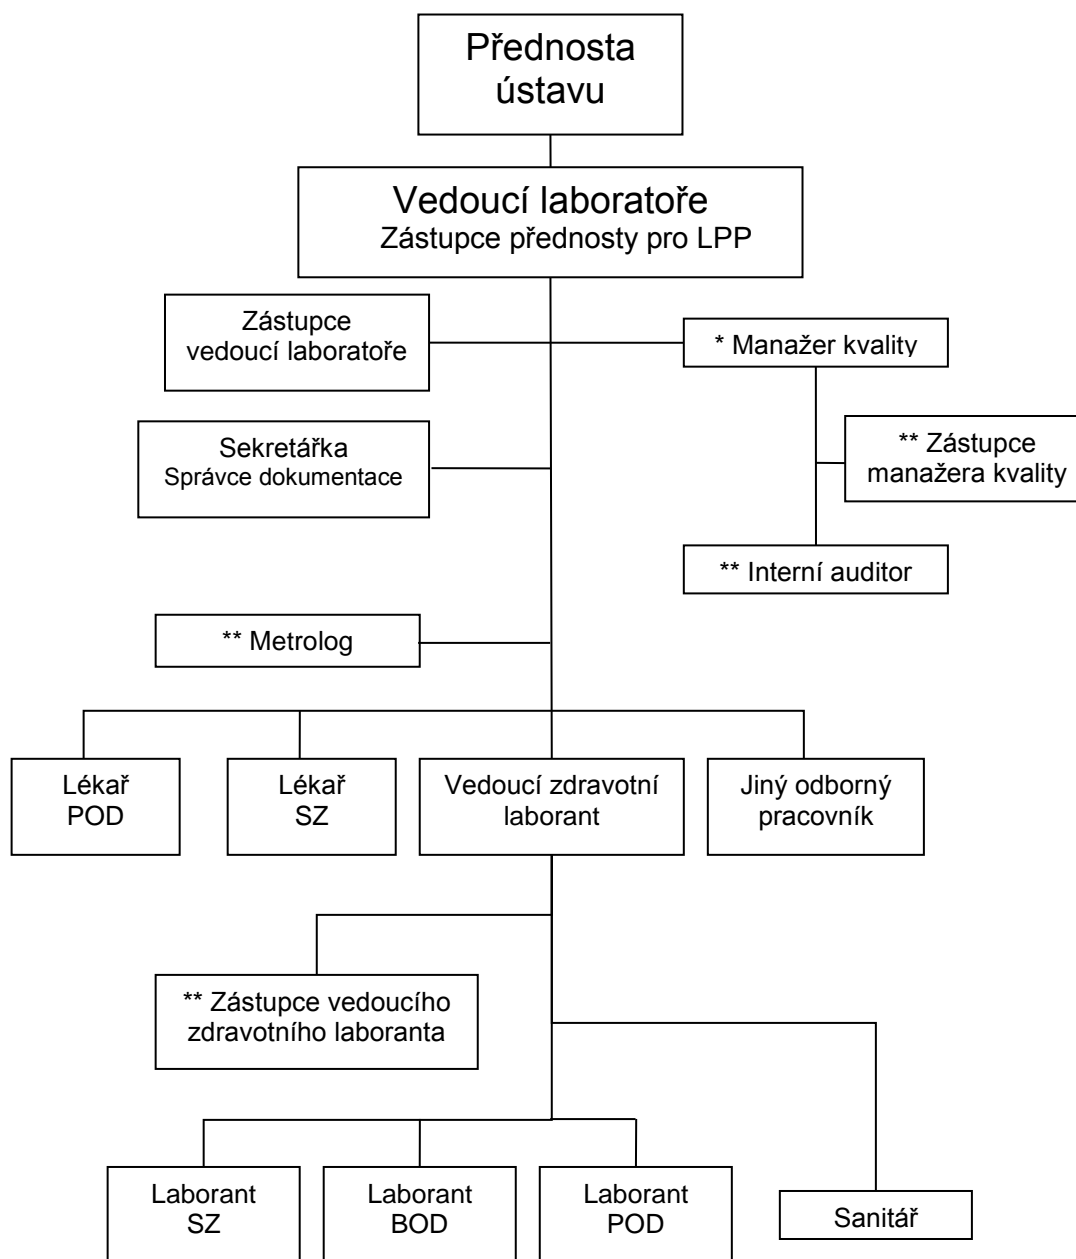 Přednosta
ústavu
Vedoucí laboratoře
Zástupce přednosty pro LPP
Zástupce
vedoucí laboratoře
* Manažer kvality
Sekretářka
Správce dokumentace
** Zástupce
manažera kvality
** Interní auditor
** Metrolog
Lékař
POD
Lékař
SZ
Vedoucí zdravotní
laborant
Jiný odborný
pracovník
** Zástupce vedoucího
zdravotního laboranta
Laborant
SZ
Laborant
BOD
Laborant
POD
Sanitář